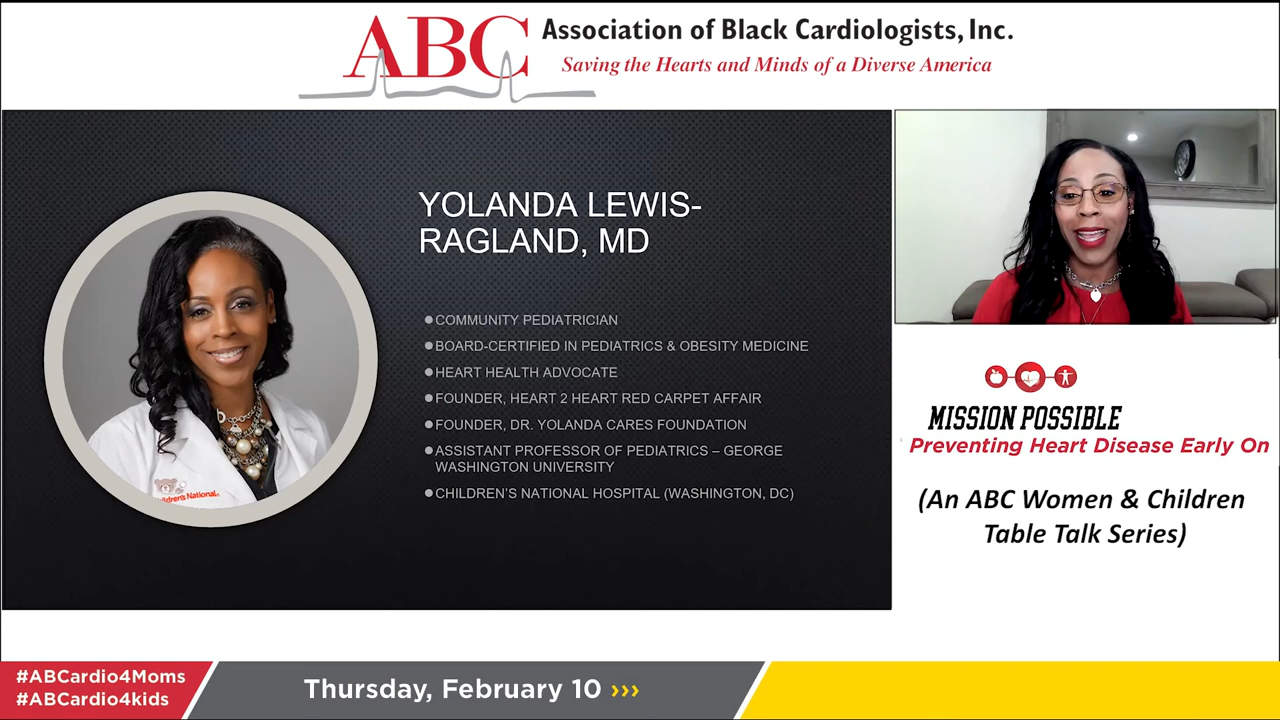 ABC
Association of Black Cardiologists, Inc.
Saving the Hearts and Minds of a Diverse America
YOLANDA LEWIS-
RAGLAND, MD
COMMUNITY PEDIATRICIAN
BOARD-CERTIFIED IN PEDIATRICS & OBESITY MEDICINE
HEART HEALTH ADVOCATE
FOUNDER, HEART 2 HEART RED CARPET AFFAIR
FOUNDER, DR. YOLANDA CARES FOUNDATION
ASSISTANT PROFESSOR OF PEDIATRICS – GEORGE
WASHINGTON UNIVERSITY
CHILDREN'S NATIONAL HOSPITAL (WASHINGTON, DC)
National
MISSION POSSIBLE
Preventing Heart Disease Early On
(An ABC Women & Children
Table Talk Series)
#ABCardio4Moms
#ABCardio4kids
Thursday, February 10 ›››